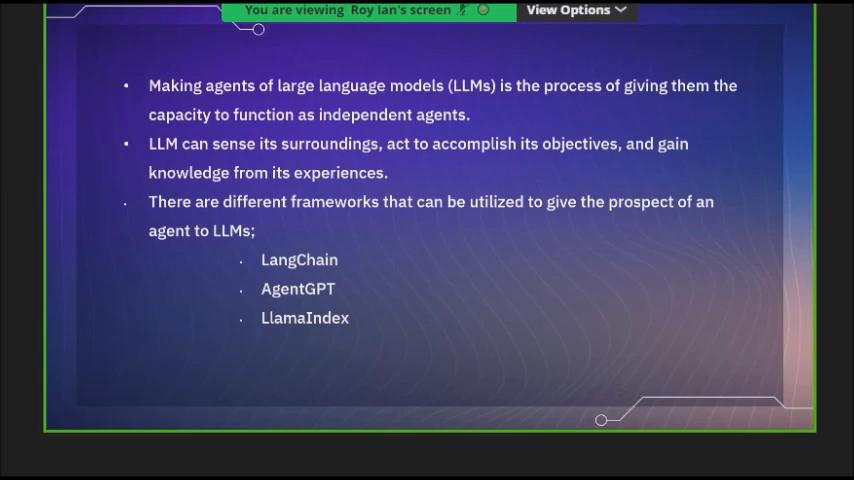 You are viewing Roy Ian's screen
View Options
• Making agents of large language models (LLMs) is the process of giving them the
capacity to function as independent agents.
• LLM can sense its surroundings, act to accomplish its objectives, and gain
knowledge from its experiences.
• There are different frameworks that can be utilized to give the prospect of an
agent to LLMs;
• LangChain
• AgentGPT
• LlamaIndex